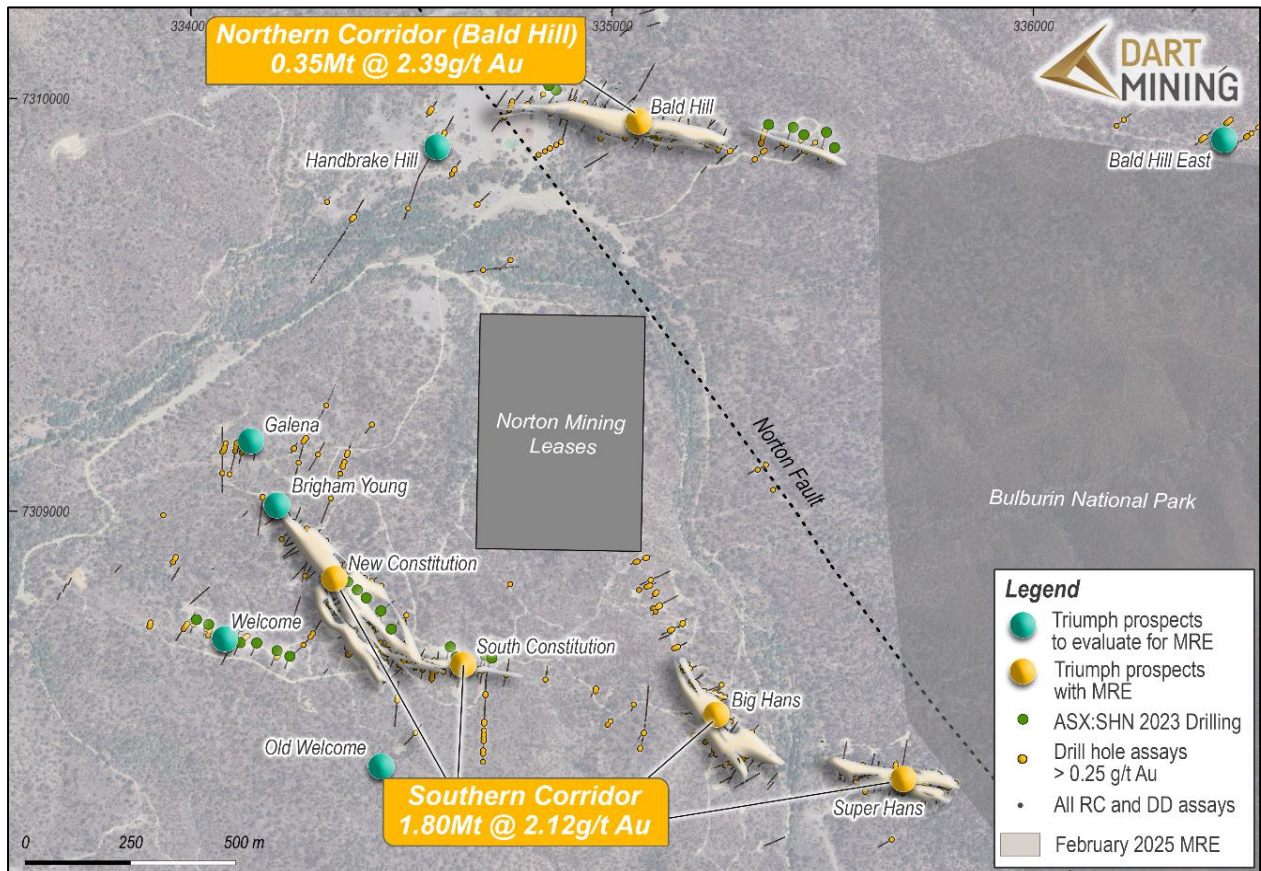 334000
335000
336000
Northern Corridor (Bald Hill)
0.35Mt @ 2.39g/t Au
DART
MINING
7310000
Bald Hill
Handbrake Hill
Bald Hill East
Norton Mining
Leases
Norton Fault
Galena
Brigham Young
Bulburin National Park
7309000
New Constitution
Welcome
South Constitution
Big Hans
Old Welcome
Super Hans
Southern Corridor
1.80Mt @ 2.12g/t Au
0
250
500 m
Legend
Triumph prospects
to evaluate for MRE
Triumph prospects
with MRE
ASX:SHN 2023 Drilling
Drill hole assays
> 0.25 g/t Au
All RC and DD assays
February 2025 MRE